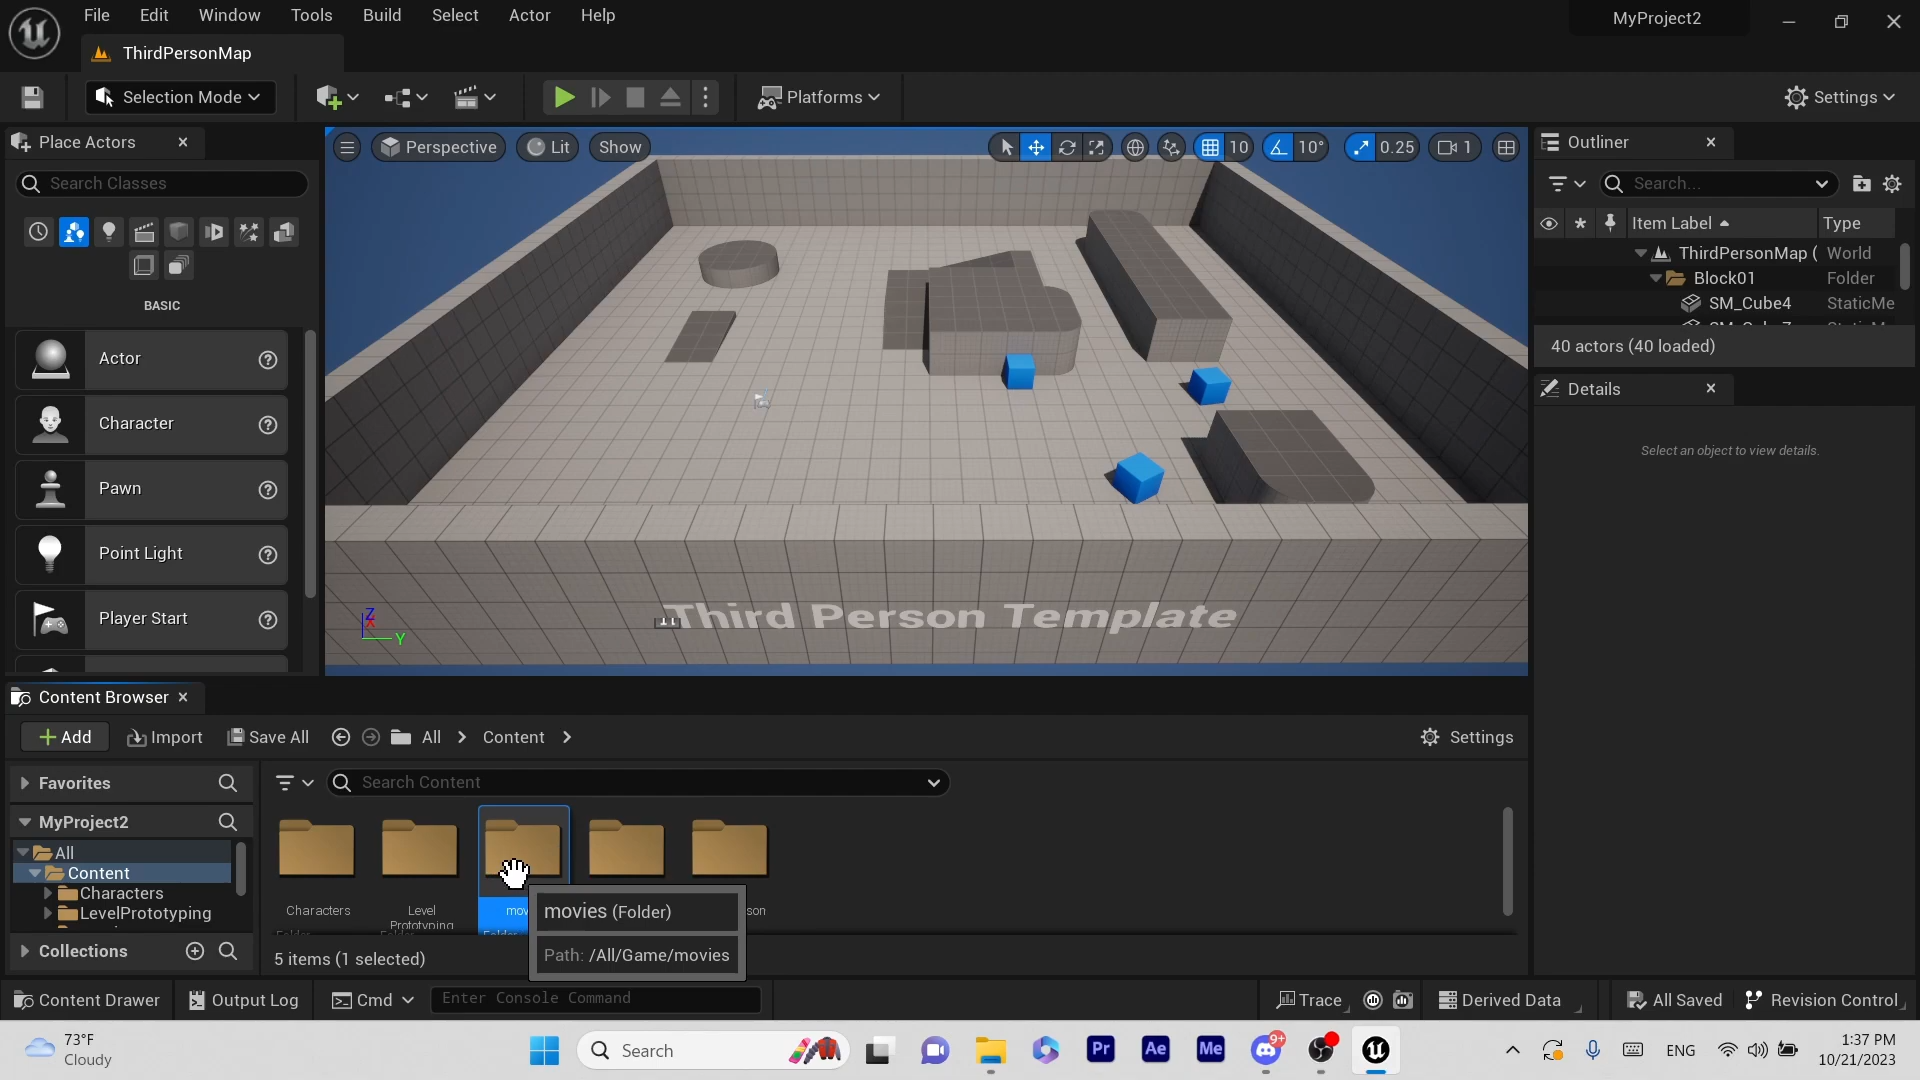 File Edit Window Tools Build Select Actor Help
MyProject2
ThirdPersonMap
Selection Mode
Platforms
Settings
Place Actors
Search Classes
BASIC
Actor
Character
Pawn
Point Light
Player Start
Perspective
Lit
Show
10
10°
0.25
1
Third Person Template
Z
X
Y
Outliner
Search...
Item Label
Type
ThirdPersonMap (
World
Block01
Folder
SM_Cube4
StaticMe
40 actors (40 loaded)
Details
Select an object to view details.
Content Browser
Add
Import
Save All
All
Content
Settings
Favorites
MyProject2
All
Content
Characters
LevelPrototyping
Collections
Search Content
Characters
Level
Prototyping
mov
son
movies (Folder)
Path: /All/Game/movies
5 items (1 selected)
Content Drawer
Output Log
Cmd
Enter Console Command
Trace
Derived Data
All Saved
Revision Control
73°F
Cloudy
Search
Pr
Ae
Me
9+
ENG
1:37 PM
10/21/2023